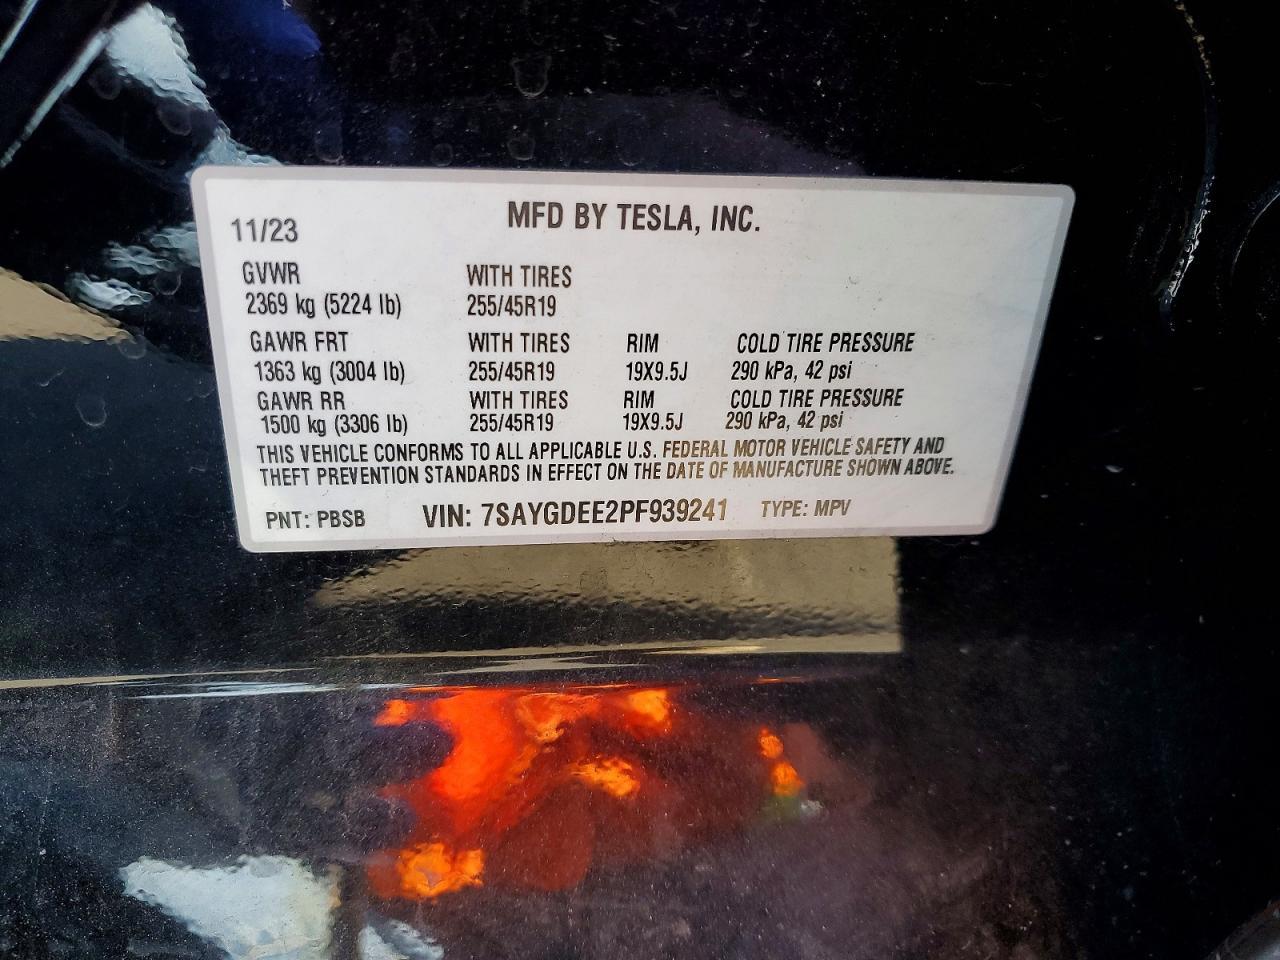 MFD BY TESLA, INC.
11/23
GVWR WITH TIRES
2369 kg (5224 lb) 255/45R19
GAWR FRT WITH TIRES RIM COLD TIRE PRESSURE
1363 kg (3004 lb) 255/45R19 19X9.5J 290 kPa, 42 psi
GAWR RR WITH TIRES RIM COLD TIRE PRESSURE
1500 kg (3306 lb) 255/45R19 19X9.5J 290 kPa, 42 psi
THIS VEHICLE CONFORMS TO ALL APPLICABLE U.S. FEDERAL MOTOR VEHICLE SAFETY AND
THEFT PREVENTION STANDARDS IN EFFECT ON THE DATE OF MANUFACTURE SHOWN ABOVE.
PNT: PBSB VIN: 7SAYGDEE2PF939241 TYPE: MPV